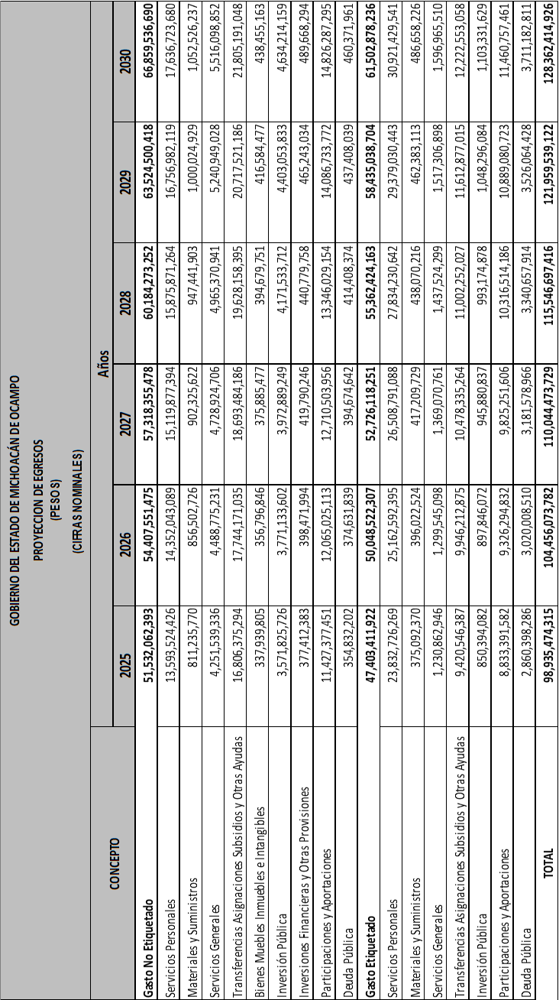 GOBIERNO DEL ESTADO DE MICHOACÁN DE OCAMPO
PROYECCION DE EGRESOS
(PESOS)
(CIFRAS NOMINALES)
CONCEPTO Años
2025 2026 2027 2028 2029 2030
Gasto No Etiquetado 51,532,062,393 54,407,551,475 57,318,355,478 60,184,273,252 63,524,500,418 66,859,536,690
Servicios Personales 13,593,524,426 14,352,043,089 15,119,877,394 15,875,871,264 16,756,982,119 17,636,723,680
Materiales y Suministros 811,235,770 856,502,726 902,325,622 947,441,903 1,000,024,929 1,052,526,237
Servicios Generales 4,251,539,336 4,488,775,231 4,728,924,706 4,965,370,941 5,240,949,028 5,516,098,852
Transferencias Asignaciones Subsidios y Otras Ayudas 16,806,375,294 17,744,171,035 18,693,484,186 19,628,158,395 20,717,521,186 21,805,191,048
Bienes Muebles Inmuebles e Intangibles 337,939,805 356,796,846 375,885,477 394,679,751 416,584,477 438,455,163
Inversión Pública 3,571,825,726 3,771,133,602 3,972,889,249 4,171,533,712 4,403,053,833 4,634,214,159
Inversiones Financieras y Otras Provisiones 377,412,383 398,471,994 419,790,246 440,779,758 465,243,034 489,668,294
Participaciones y Aportaciones 11,427,377,451 12,065,025,113 12,710,503,956 13,346,029,154 14,086,733,772 14,826,287,295
Deuda Pública 354,832,202 374,631,839 394,674,642 414,408,374 437,408,039 460,371,961
Gasto Etiquetado 47,403,411,922 50,048,522,307 52,726,118,251 55,362,424,163 58,435,038,704 61,502,878,236
Servicios Personales 23,832,726,269 25,162,592,395 26,508,791,088 27,834,230,642 29,379,030,443 30,921,429,541
Materiales y Suministros 375,092,370 396,022,524 417,209,729 438,070,216 462,383,113 486,658,226
Servicios Generales 1,230,862,946 1,299,545,098 1,369,070,761 1,437,524,299 1,517,306,898 1,596,965,510
Transferencias Asignaciones Subsidios y Otras Ayudas 9,420,546,387 9,946,212,875 10,478,335,264 11,002,252,027 11,612,877,015 12,222,553,058
Inversión Pública 850,394,082 897,846,072 945,880,837 993,174,878 1,048,296,084 1,103,331,629
Participaciones y Aportaciones 8,833,391,582 9,326,294,832 9,825,251,606 10,316,514,186 10,889,080,723 11,460,757,461
Deuda Pública 2,860,398,286 3,020,008,510 3,181,578,966 3,340,657,914 3,526,064,428 3,711,182,811
TOTAL 98,935,474,315 104,456,073,782 110,044,473,729 115,546,697,416 121,959,539,122 128,362,414,926